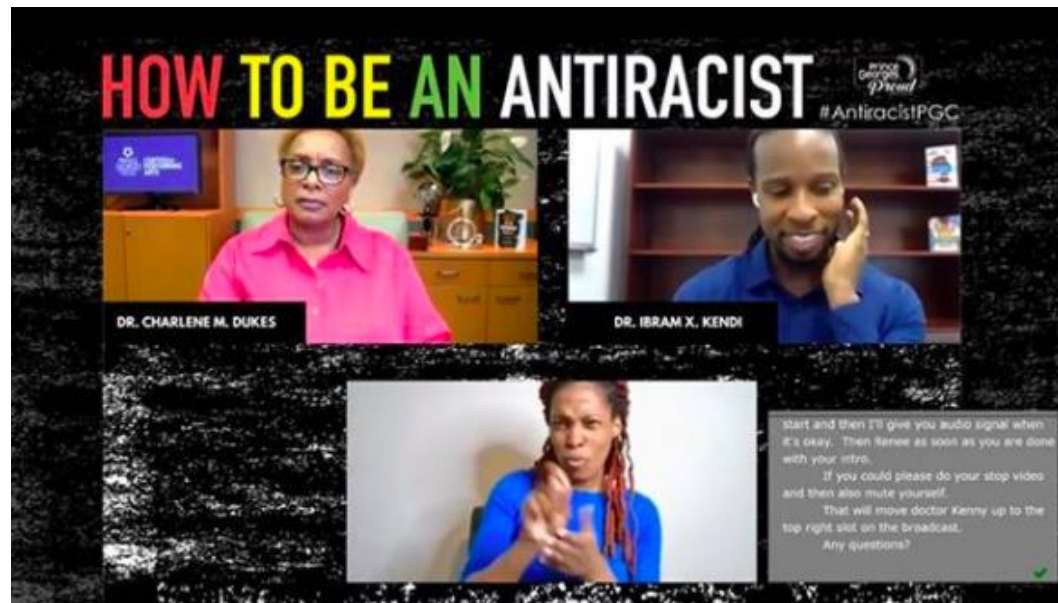 HOW TO BE AN ANTIRACIST
Prince
George's
Proud
#AntiracistPGC
DR. CHARLENE M. DUKES
DR. IBRAM X. KENDI
start and then I'll give you audio signal when
it's okay. Then Renee as soon as you are done
with your intro.
If you could please do your stop video
and then also mute yourself.
That will move doctor Kenny up to the
top right slot on the broadcast.
Any questions?